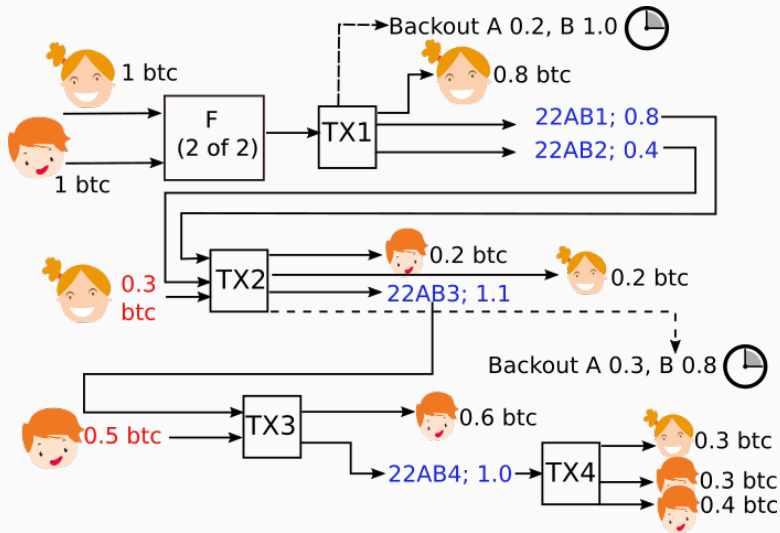 Backout A 0.2, B 1.0
1 btc
0.8 btc
F
(2 of 2)
TX1
22AB1; 0.8
22AB2; 0.4
1 btc
0.2 btc
TX2
0.3
btc
0.2 btc
22AB3; 1.1
Backout A 0.3, B 0.8
TX3
0.6 btc
0.5 btc
0.3 btc
22AB4; 1.0
TX4
0.3 btc
0.4 btc